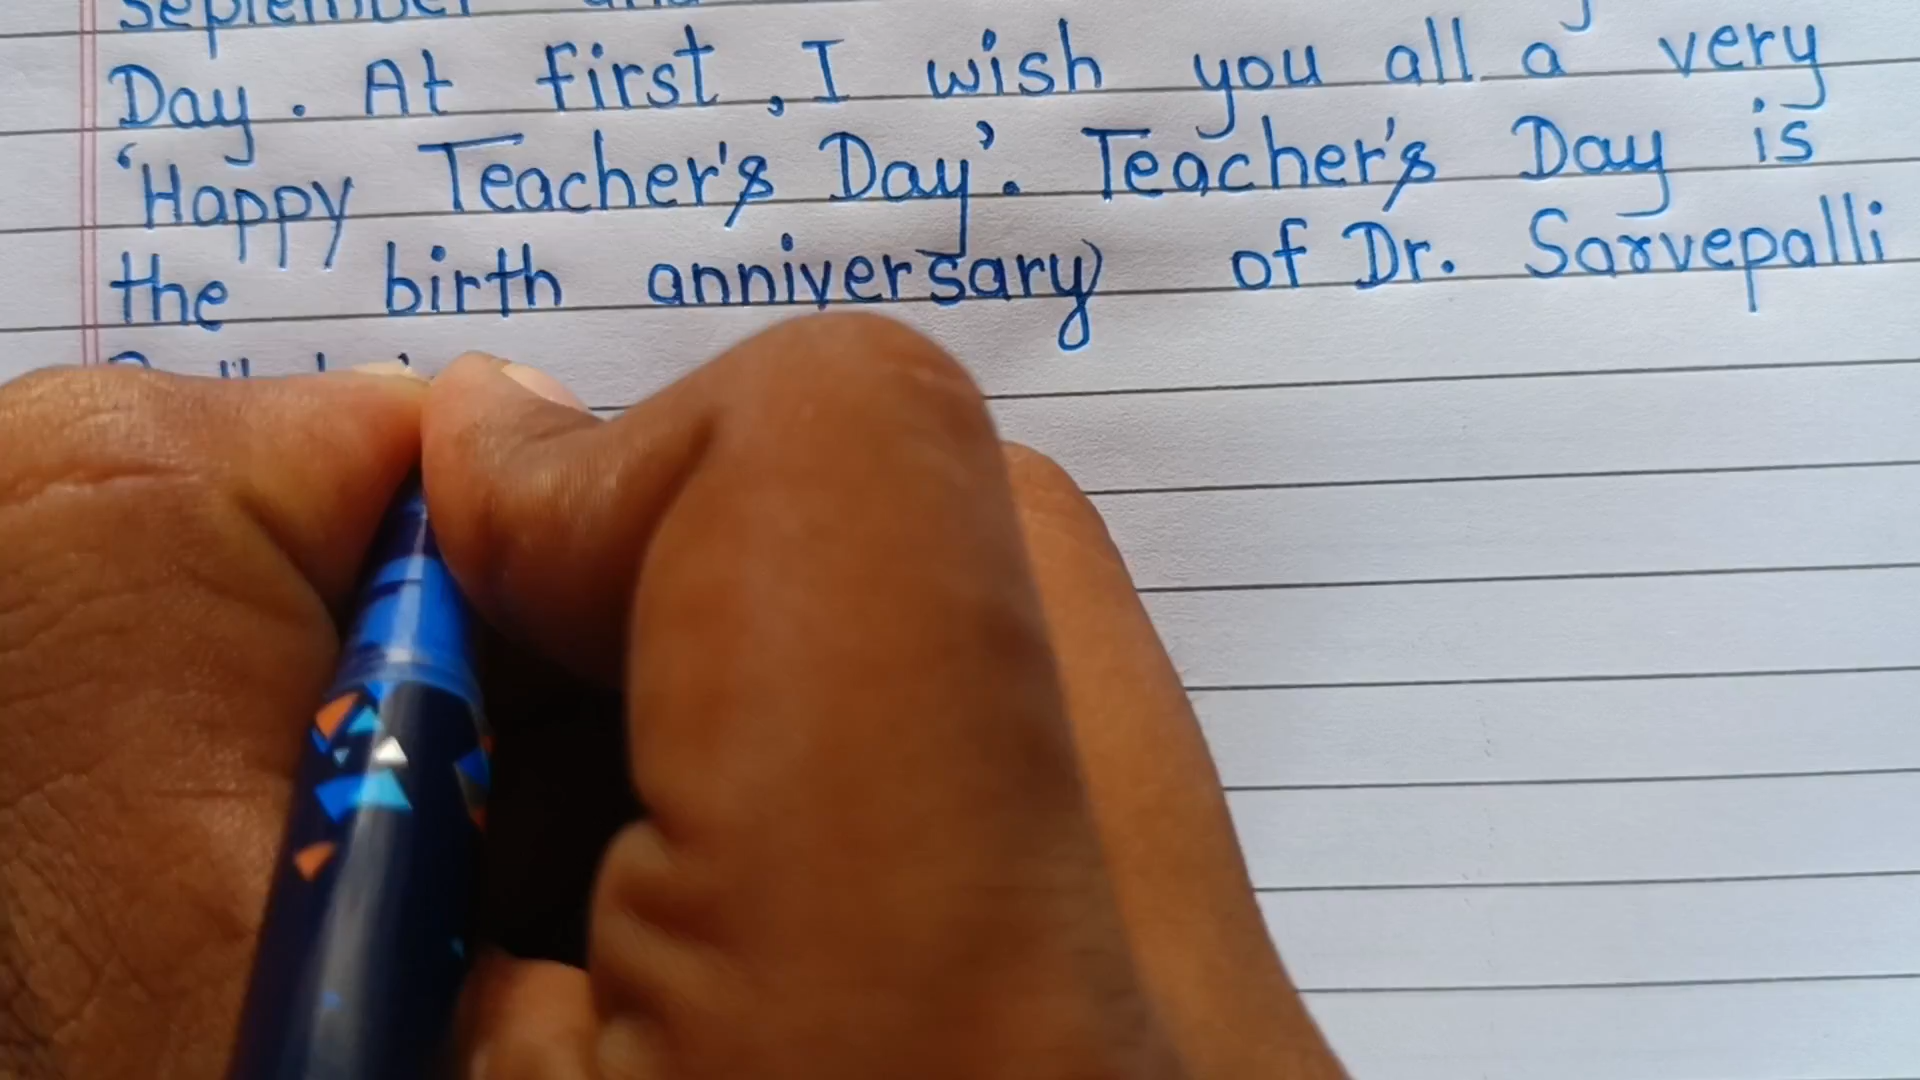 September
Day. At first, I wish you all a very
'Happy Teacher's Day'. Teacher's Day is
the birth anniversary of Dr. Sarvepalli